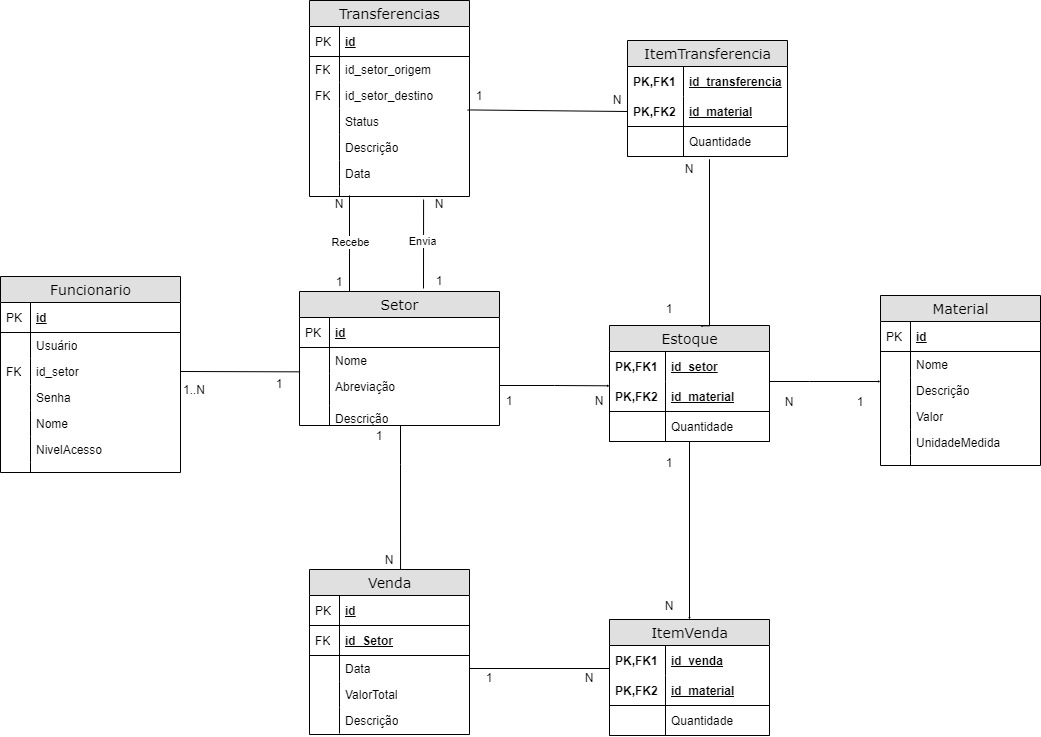 Transferencias
PK id
FK id_setor_origem
FK id_setor_destino
Status
Descrição
Data
1
N
ItemTransferencia
PK,FK1 id_transferencia
PK,FK2 id_material
Quantidade
N
N
N
Recebe
Envia
1
1
1
Funcionario
PK id
Usuário
FK id_setor
Senha
Nome
NivelAcesso
1..N
1
Setor
PK id
Nome
Abreviação
Descrição
1
1
N
Estoque
PK,FK1 id_setor
PK,FK2 id_material
Quantidade
1
N
1
Material
PK id
Nome
Descrição
Valor
UnidadeMedida
N
N
Venda
PK id
FK id_Setor
Data
ValorTotal
Descrição
1
N
ItemVenda
PK,FK1 id_venda
PK,FK2 id_material
Quantidade